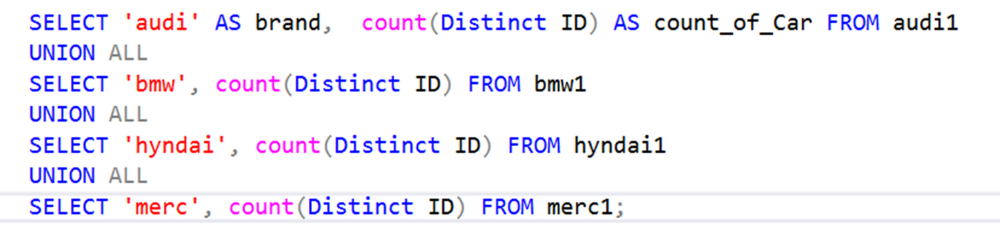 SELECT 'audi' AS brand,  count(Distinct ID) AS count_of_Car FROM audi1
UNION ALL
SELECT 'bmw', count(Distinct ID) FROM bmw1
UNION ALL
SELECT 'hyndai', count(Distinct ID) FROM hyndai1
UNION ALL
SELECT 'merc', count(Distinct ID) FROM merc1;